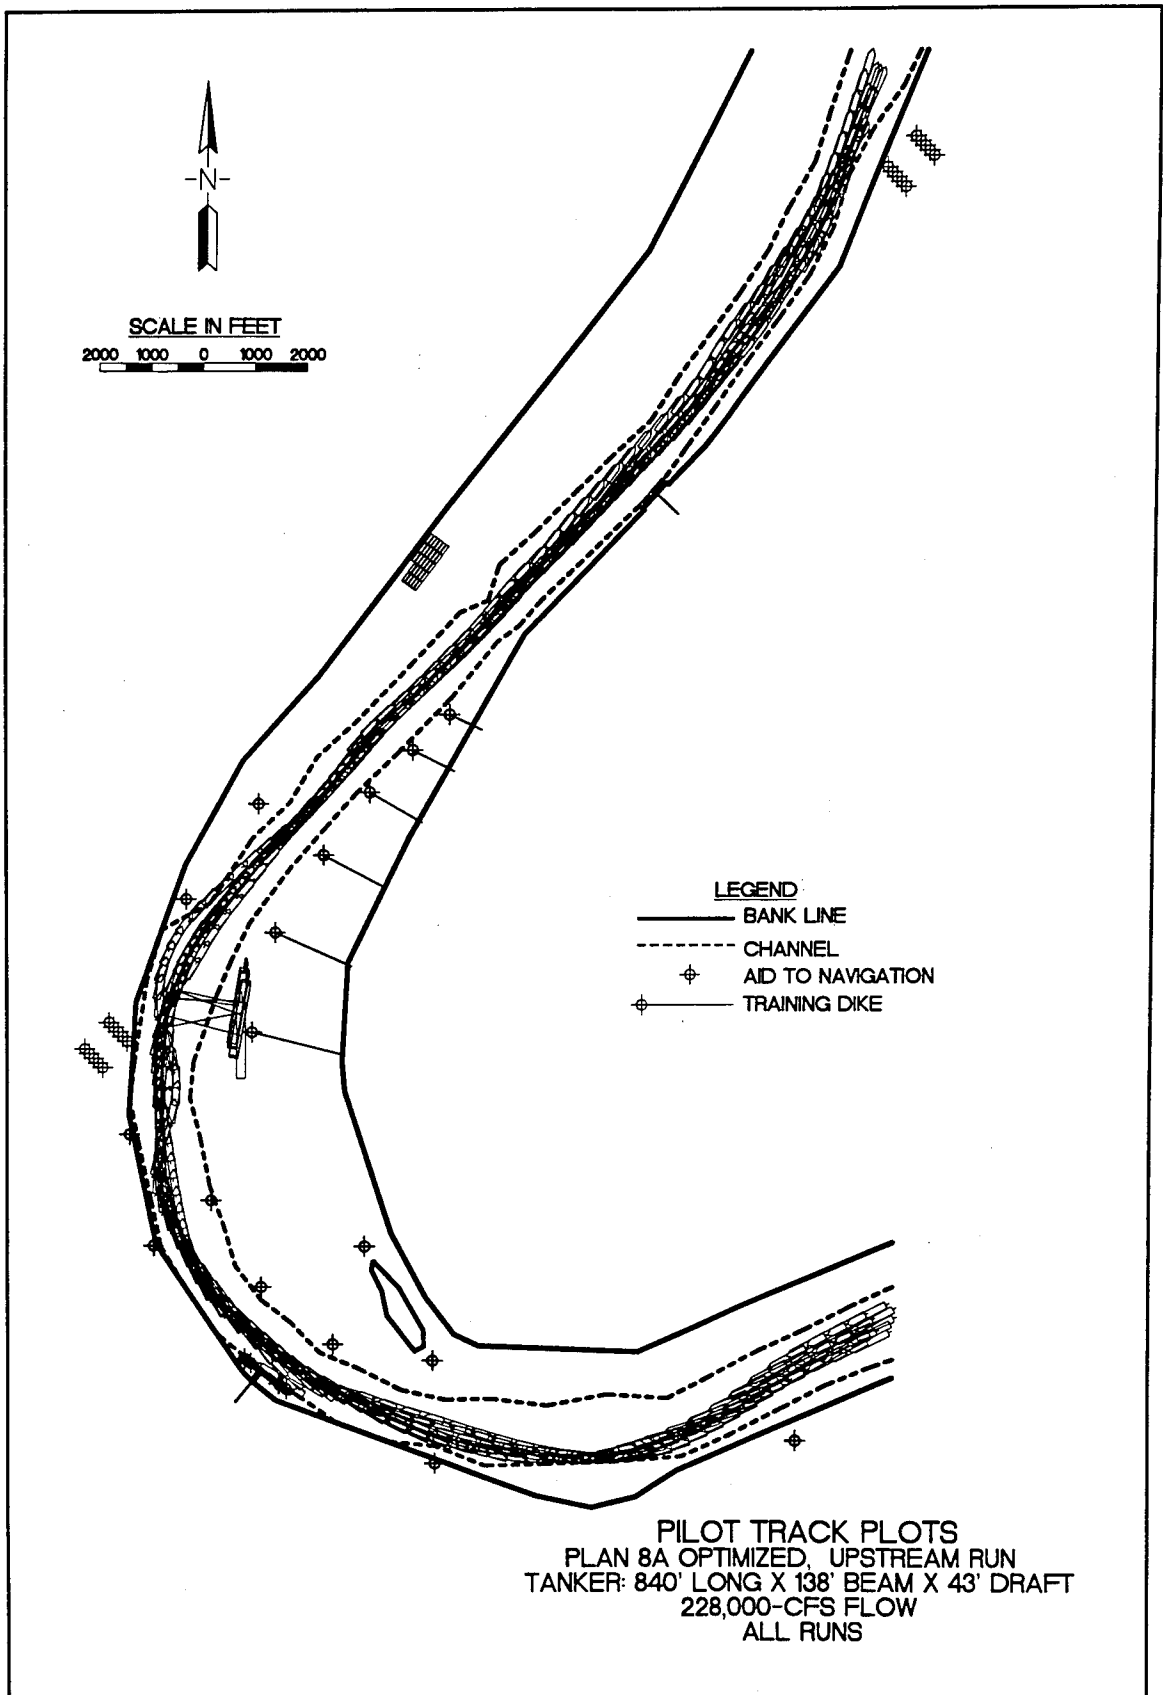 N
SCALE IN FEET
2000 1000 0 1000 2000
LEGEND
BANK LINE
CHANNEL
AID TO NAVIGATION
TRAINING DIKE
PILOT TRACK PLOTS
PLAN 8A OPTIMIZED, UPSTREAM RUN
TANKER: 840' LONG X 138' BEAM X 43' DRAFT
228,000-CFS FLOW
ALL RUNS